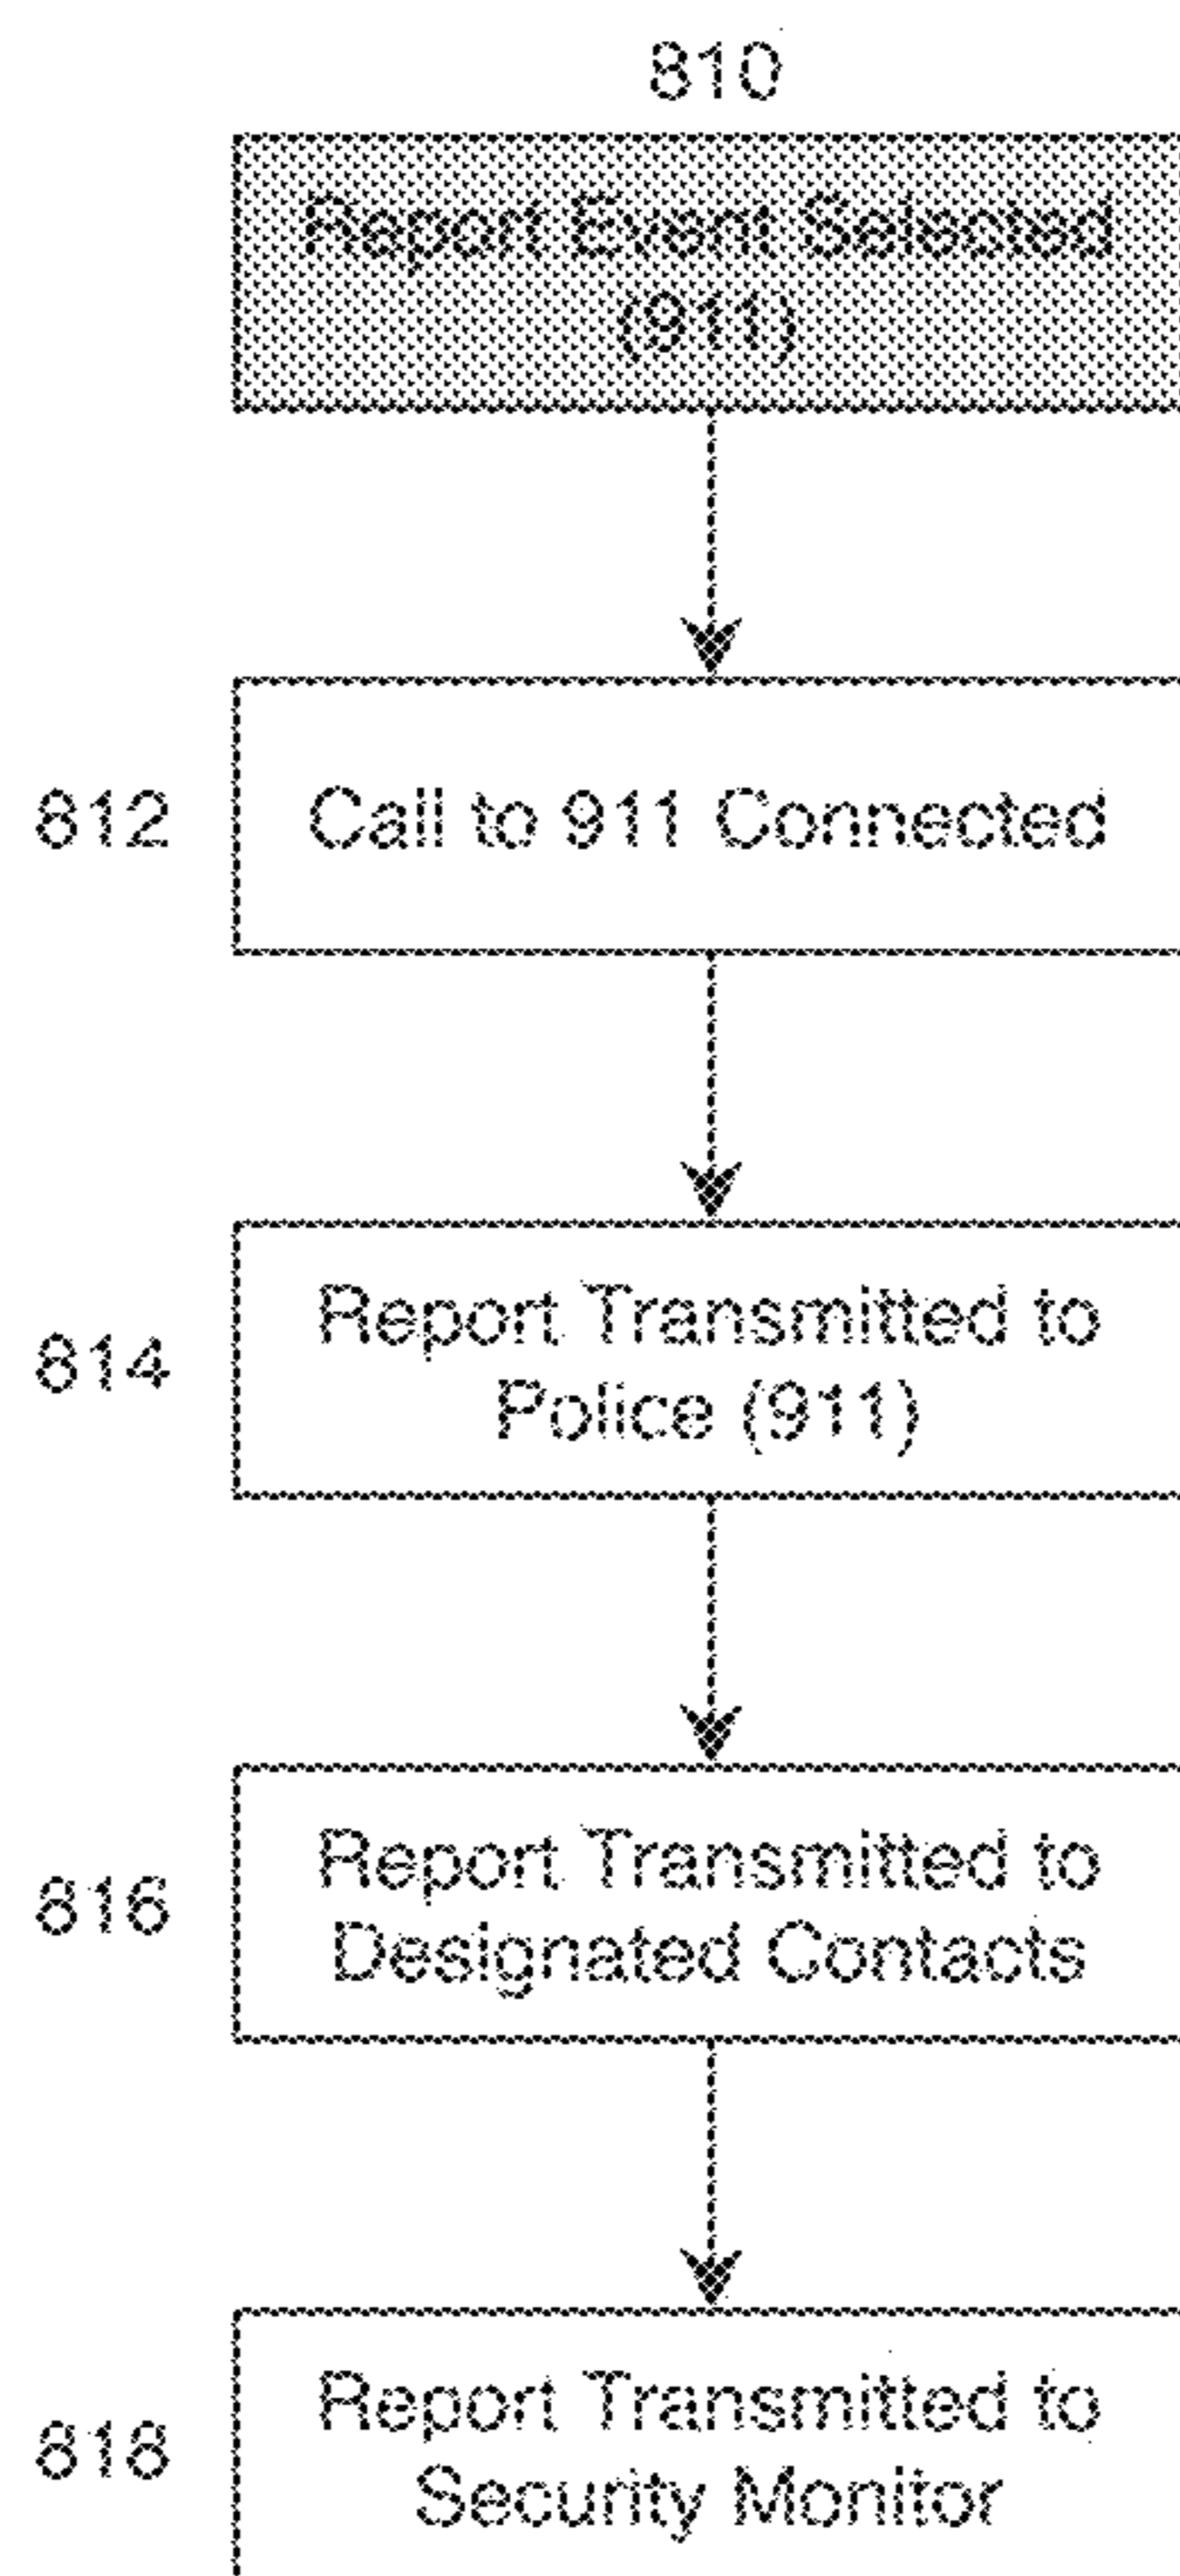 810
Report Event Selected
(911)
812
Call to 911 Connected
814
Report Transmitted to
Police (911)
816
Report Transmitted to
Designated Contacts
818
Report Transmitted to
Security Monitor